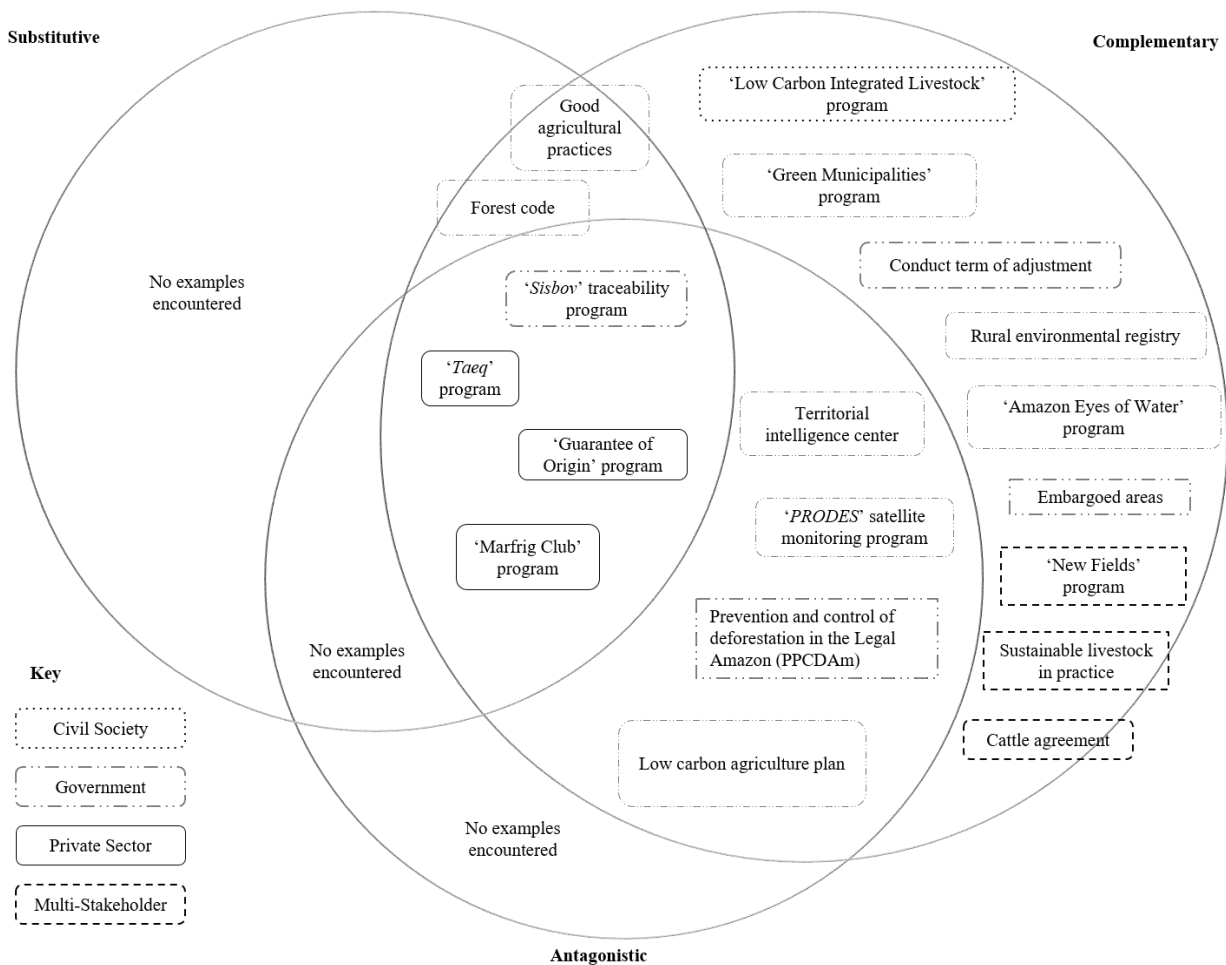 Substitutive
Complementary
'Low Carbon Integrated Livestock'
program
Good
agricultural
practices
'Green Municipalities'
program
Forest code
Conduct term of adjustment
No examples
encountered
'Sisbov' traceability
program
Rural environmental registry
'Taeq'
program
'Amazon Eyes of Water'
program
Territorial
intelligence center
'Guarantee of
Origin' program
Embargoed areas
'PRODES' satellite
monitoring program
'Marfrig Club'
program
'New Fields'
program
Prevention and control of
deforestation in the Legal
Amazon (PPCDAm)
No examples
encountered
Sustainable livestock
in practice
Key
Civil Society
Cattle agreement
Low carbon agriculture plan
Government
No examples
encountered
Private Sector
Multi-Stakeholder
Antagonistic